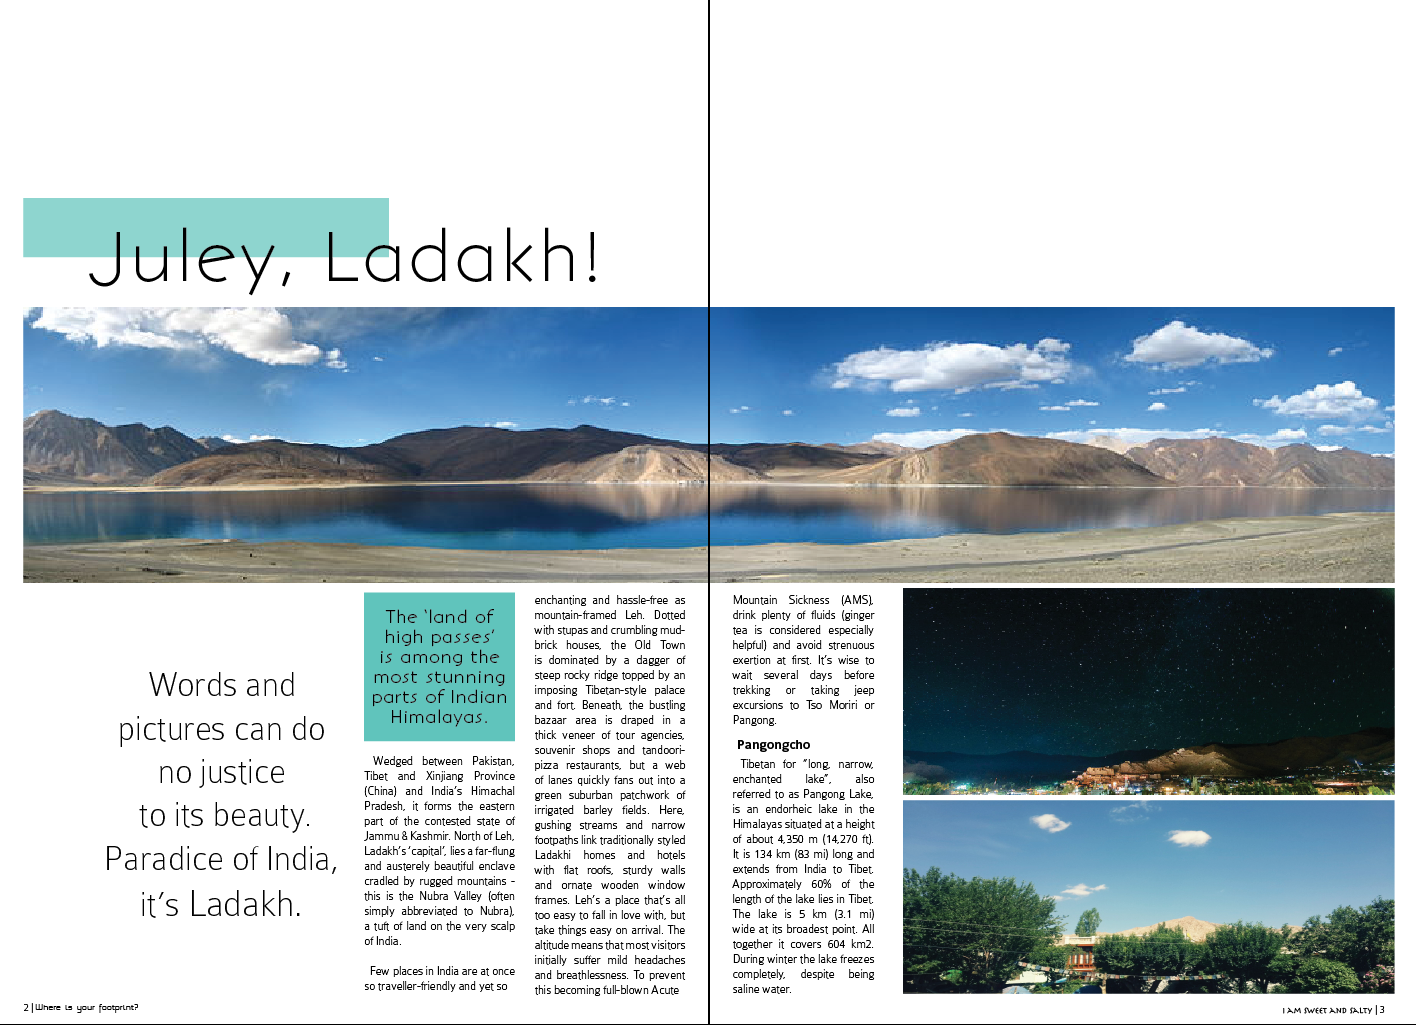 Juley, Ladakh!
Words and
pictures can do
no justice
to its beauty.
Paradice of India,
it's Ladakh.
The 'land of
high passes'
is among the
most stunning
parts of Indian
Himalayas.
Wedged between Pakistan,
Tibet and Xinjiang Province
(China) and India's Himachal
Pradesh, it forms the eastern
part of the contested state of
Jammu & Kashmir. North of Leh,
Ladakh's 'capital', lies a far-flung
and austerely beautiful enclave
cradled by rugged mountains -
this is the Nubra Valley (often
simply abbreviated to Nubra),
a tuft of land on the very scalp
of India.
Few places in India are at once
so traveller-friendly and yet so
enchanting and hassle-free as
mountain-framed Leh. Dotted
with stupas and crumbling mud-
brick houses, the Old Town
is dominated by a dagger of
steep rocky ridge topped by an
imposing Tibetan-style palace
and fort. Beneath, the bustling
bazaar area is draped in a
thick veneer of tour agencies,
souvenir shops and tandoori-
pizza restaurants, but a web
of lanes quickly fans out into a
green suburban patchwork of
irrigated barley fields. Here,
gushing streams and narrow
footpaths link traditionally styled
Ladakhi homes and hotels
with flat roofs, sturdy walls
and ornate wooden window
frames. Leh's a place that's all
too easy to fall in love with, but
take things easy on arrival. The
altitude means that most visitors
initially suffer mild headaches
and breathlessness. To prevent
this becoming full-blown Acute
Mountain Sickness (AMS),
drink plenty of fluids (ginger
tea is considered especially
helpful) and avoid strenuous
exertion at first. It's wise to
wait several days before
trekking or taking jeep
excursions to Tso Moriri or
Pangong.
Pangongcho
Tibetan for "long, narrow,
enchanted lake", also
referred to as Pangong Lake,
is an endorheic lake in the
Himalayas situated at a height
of about 4,350 m (14,270 ft).
It is 134 km (83 mi) long and
extends from India to Tibet.
Approximately 60% of the
length of the lake lies in Tibet.
The lake is 5 km (3.1 mi)
wide at its broadest point. All
together it covers 604 km2.
During winter the lake freezes
completely, despite being
saline water.
2 | Where is your footprint?
I AM SWEET AND SALTY | 3